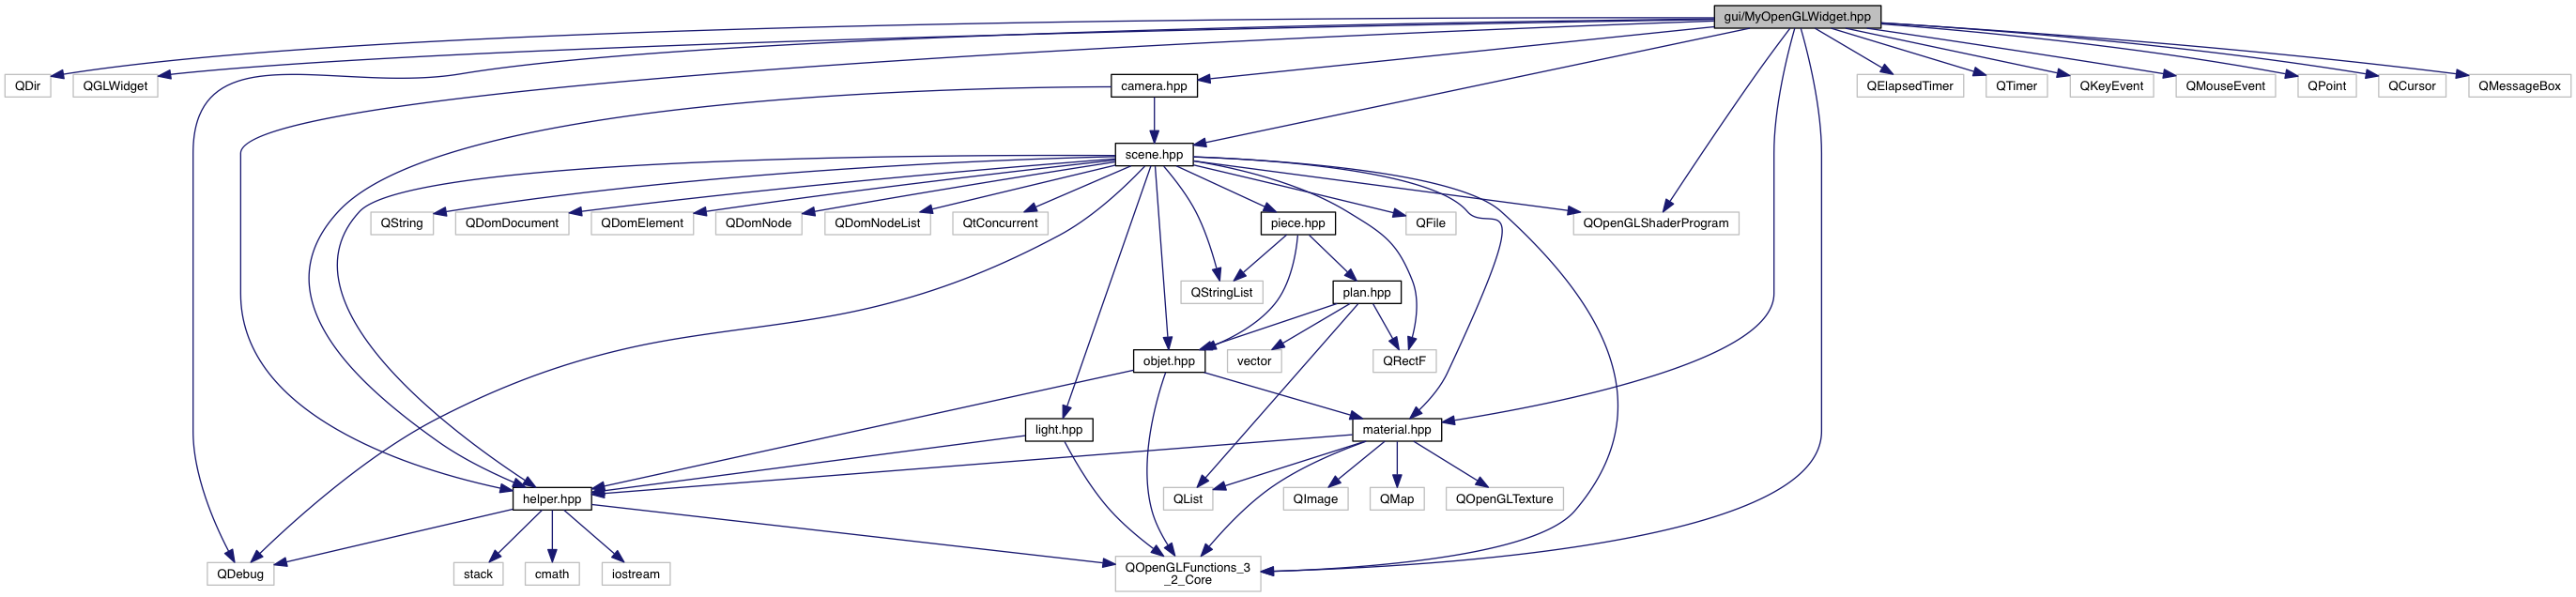 gui/MyOpenGLWidget.hpp
QDir
QGLWidget
camera.hpp
QElapsedTimer
QTimer
QKeyEvent
QMouseEvent
QPoint
QCursor
QMessageBox
scene.hpp
QString
QDomDocument
QDomElement
QDomNode
QDomNodeList
QtConcurrent
piece.hpp
QFile
QOpenGLShaderProgram
QStringList
plan.hpp
objet.hpp
vector
QRectF
light.hpp
material.hpp
helper.hpp
QList
QImage
QMap
QOpenGLTexture
QDebug
stack
cmath
iostream
QOpenGLFunctions_3
_2_Core